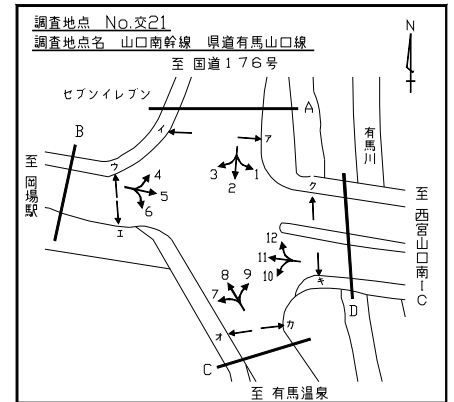 調査地点 No.交21
調査地点名 山口南幹線 県道有馬山口線
至 国道176号
N
セブンイレブン
A
B
イ
ア
有馬川
ウ
3 2 1
4
5
6
ク
至 岡場駅
至 西宮山口南IC
エ
12
11
10
8 9
7
キ
D
オ
カ
C
至 有馬温泉